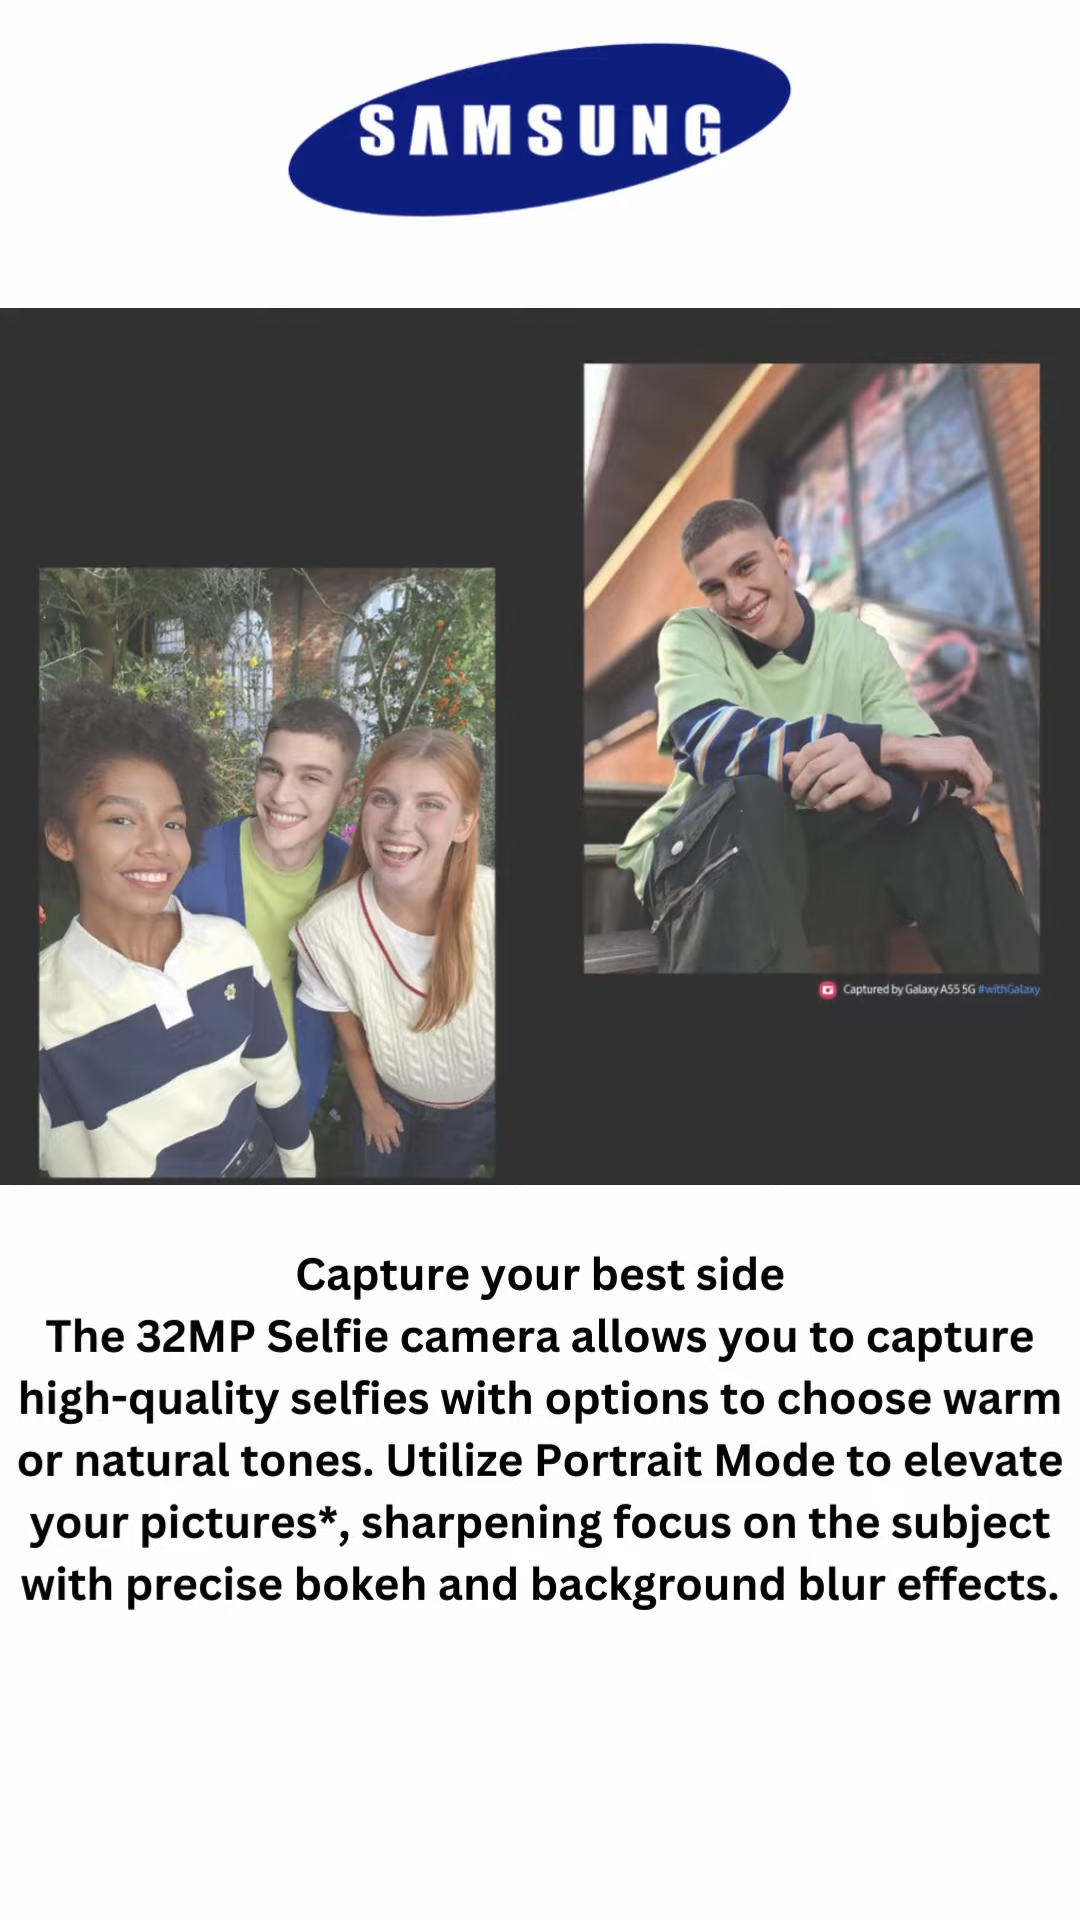 SAMSUNG
Captured by Galaxy A55 5G #withGalaxy
Capture your best side
The 32MP Selfie camera allows you to capture
high-quality selfies with options to choose warm
or natural tones. Utilize Portrait Mode to elevate
your pictures*, sharpening focus on the subject
with precise bokeh and background blur effects.